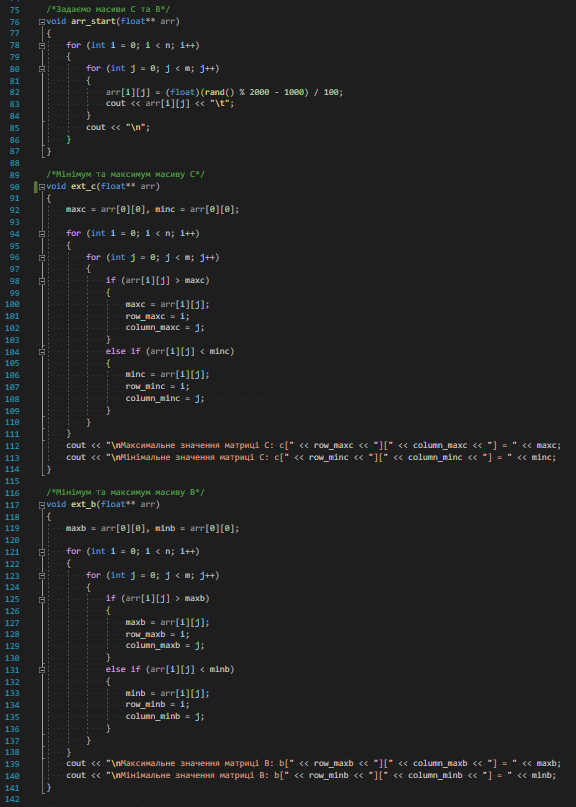 75 /*Задаємо масиви C та B*/
76 void arr_start(float** arr)
77 {
78 for (int i = 0; i < n; i++)
79 {
80 for (int j = 0; j < m; j++)
81 {
82 arr[i][j] = (float)(rand() % 2000 - 1000) / 100;
83 cout << arr[i][j] << "\t";
84 }
85 cout << "\n";
86 }
87 }
88
89 /*Мінімум та максимум масиву C*/
90 void ext_c(float** arr)
91 {
92 maxc = arr[0][0], minc = arr[0][0];
93
94 for (int i = 0; i < n; i++)
95 {
96 for (int j = 0; j < m; j++)
97 {
98 if (arr[i][j] > maxc)
99 {
100 maxc = arr[i][j];
101 row_maxc = i;
102 column_maxc = j;
103 }
104 else if (arr[i][j] < minc)
105 {
106 minc = arr[i][j];
107 row_minc = i;
108 column_minc = j;
109 }
110 }
111 }
112 cout << "\nМаксимальне значення матриці C: c[" << row_maxc << "][" << column_maxc << "] = " << maxc;
113 cout << "\nМінімальне значення матриці C: c[" << row_minc << "][" << column_minc << "] = " << minc;
114 }
115
116 /*Мінімум та максимум масиву B*/
117 void ext_b(float** arr)
118 {
119 maxb = arr[0][0], minb = arr[0][0];
120
121 for (int i = 0; i < n; i++)
122 {
123 for (int j = 0; j < m; j++)
124 {
125 if (arr[i][j] > maxb)
126 {
127 maxb = arr[i][j];
128 row_maxb = i;
129 column_maxb = j;
130 }
131 else if (arr[i][j] < minb)
132 {
133 minb = arr[i][j];
134 row_minb = i;
135 column_minb = j;
136 }
137 }
138 }
139 cout << "\nМаксимальне значення матриці B: b[" << row_maxb << "][" << column_maxb << "] = " << maxb;
140 cout << "\nМінімальне значення матриці B: b[" << row_minb << "][" << column_minb << "] = " << minb;
141 }
142